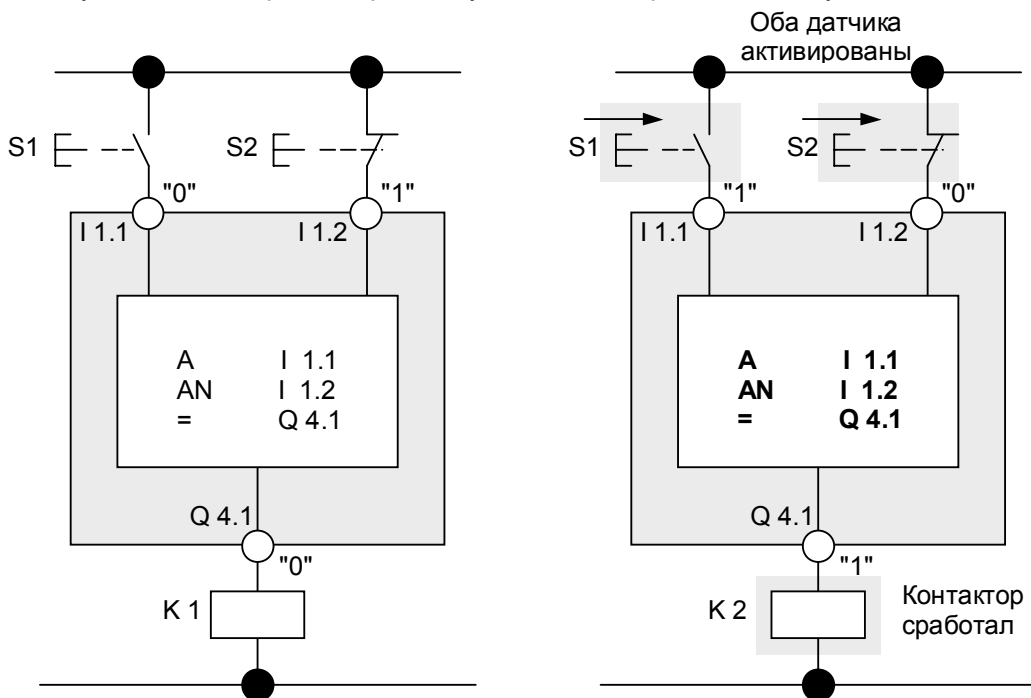 Оба датчика
активированы
S1
S2
"0"
"1"
I 1.1
I 1.2
A I 1.1
AN I 1.2
= Q 4.1
Q 4.1
"0"
K 1
S1
S2
"1"
"0"
I 1.1
I 1.2
A I 1.1
AN I 1.2
= Q 4.1
Q 4.1
"1"
K 2
Контактор
сработал